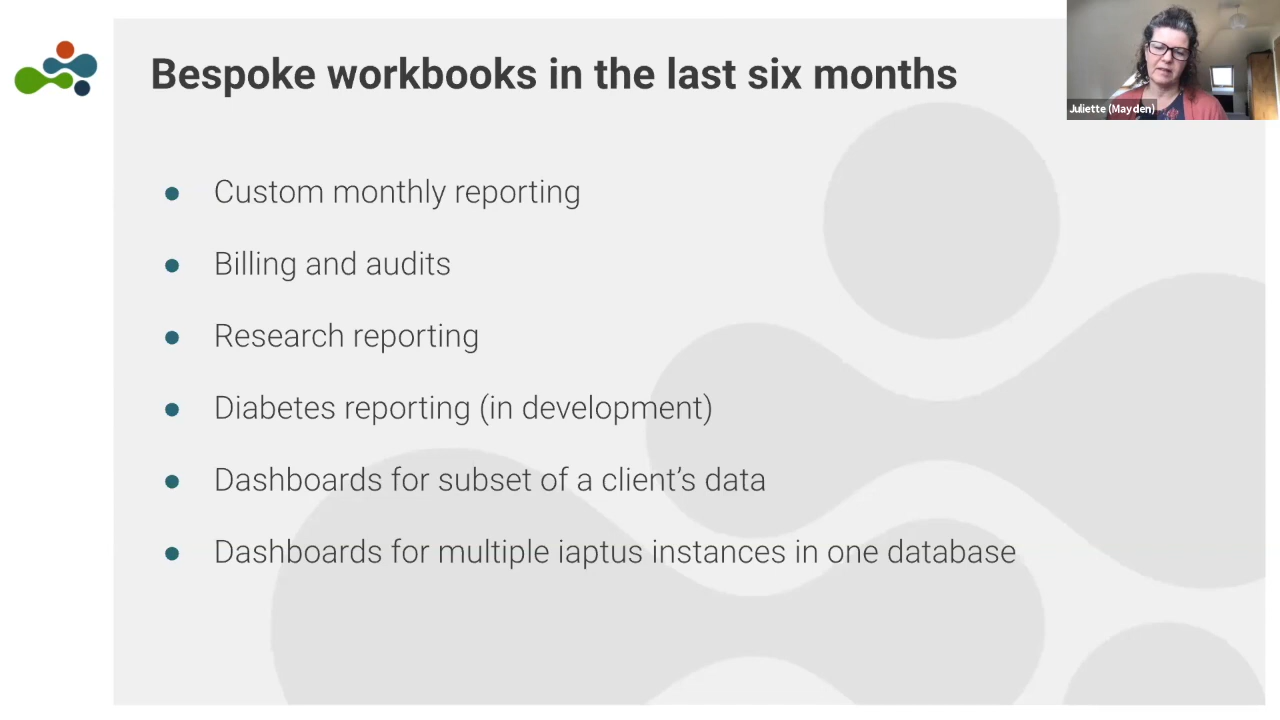 Bespoke workbooks in the last six months
Juliette (Mayden)
Custom monthly reporting
Billing and audits
Research reporting
Diabetes reporting (in development)
Dashboards for subset of a client’s data
Dashboards for multiple iaptus instances in one database